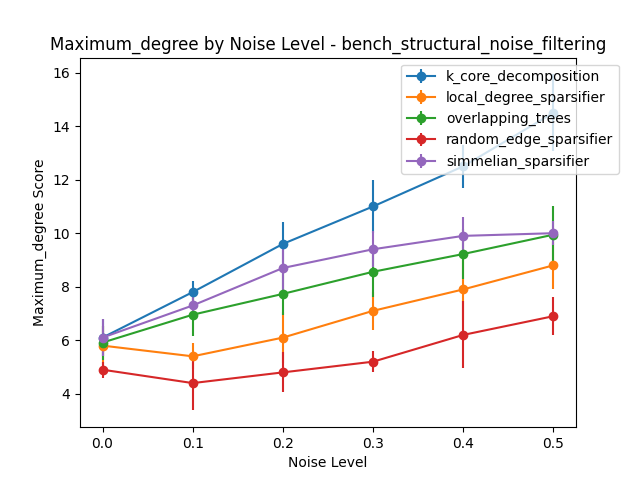 Maximum_degree by Noise Level - bench_structural_noise_filtering
k_core_decomposition
local_degree_sparsifier
overlapping_trees
random_edge_sparsifier
simmelian_sparsifier
Maximum_degree Score
16
14
12
10
8
6
4
0.0 0.1 0.2 0.3 0.4 0.5
Noise Level